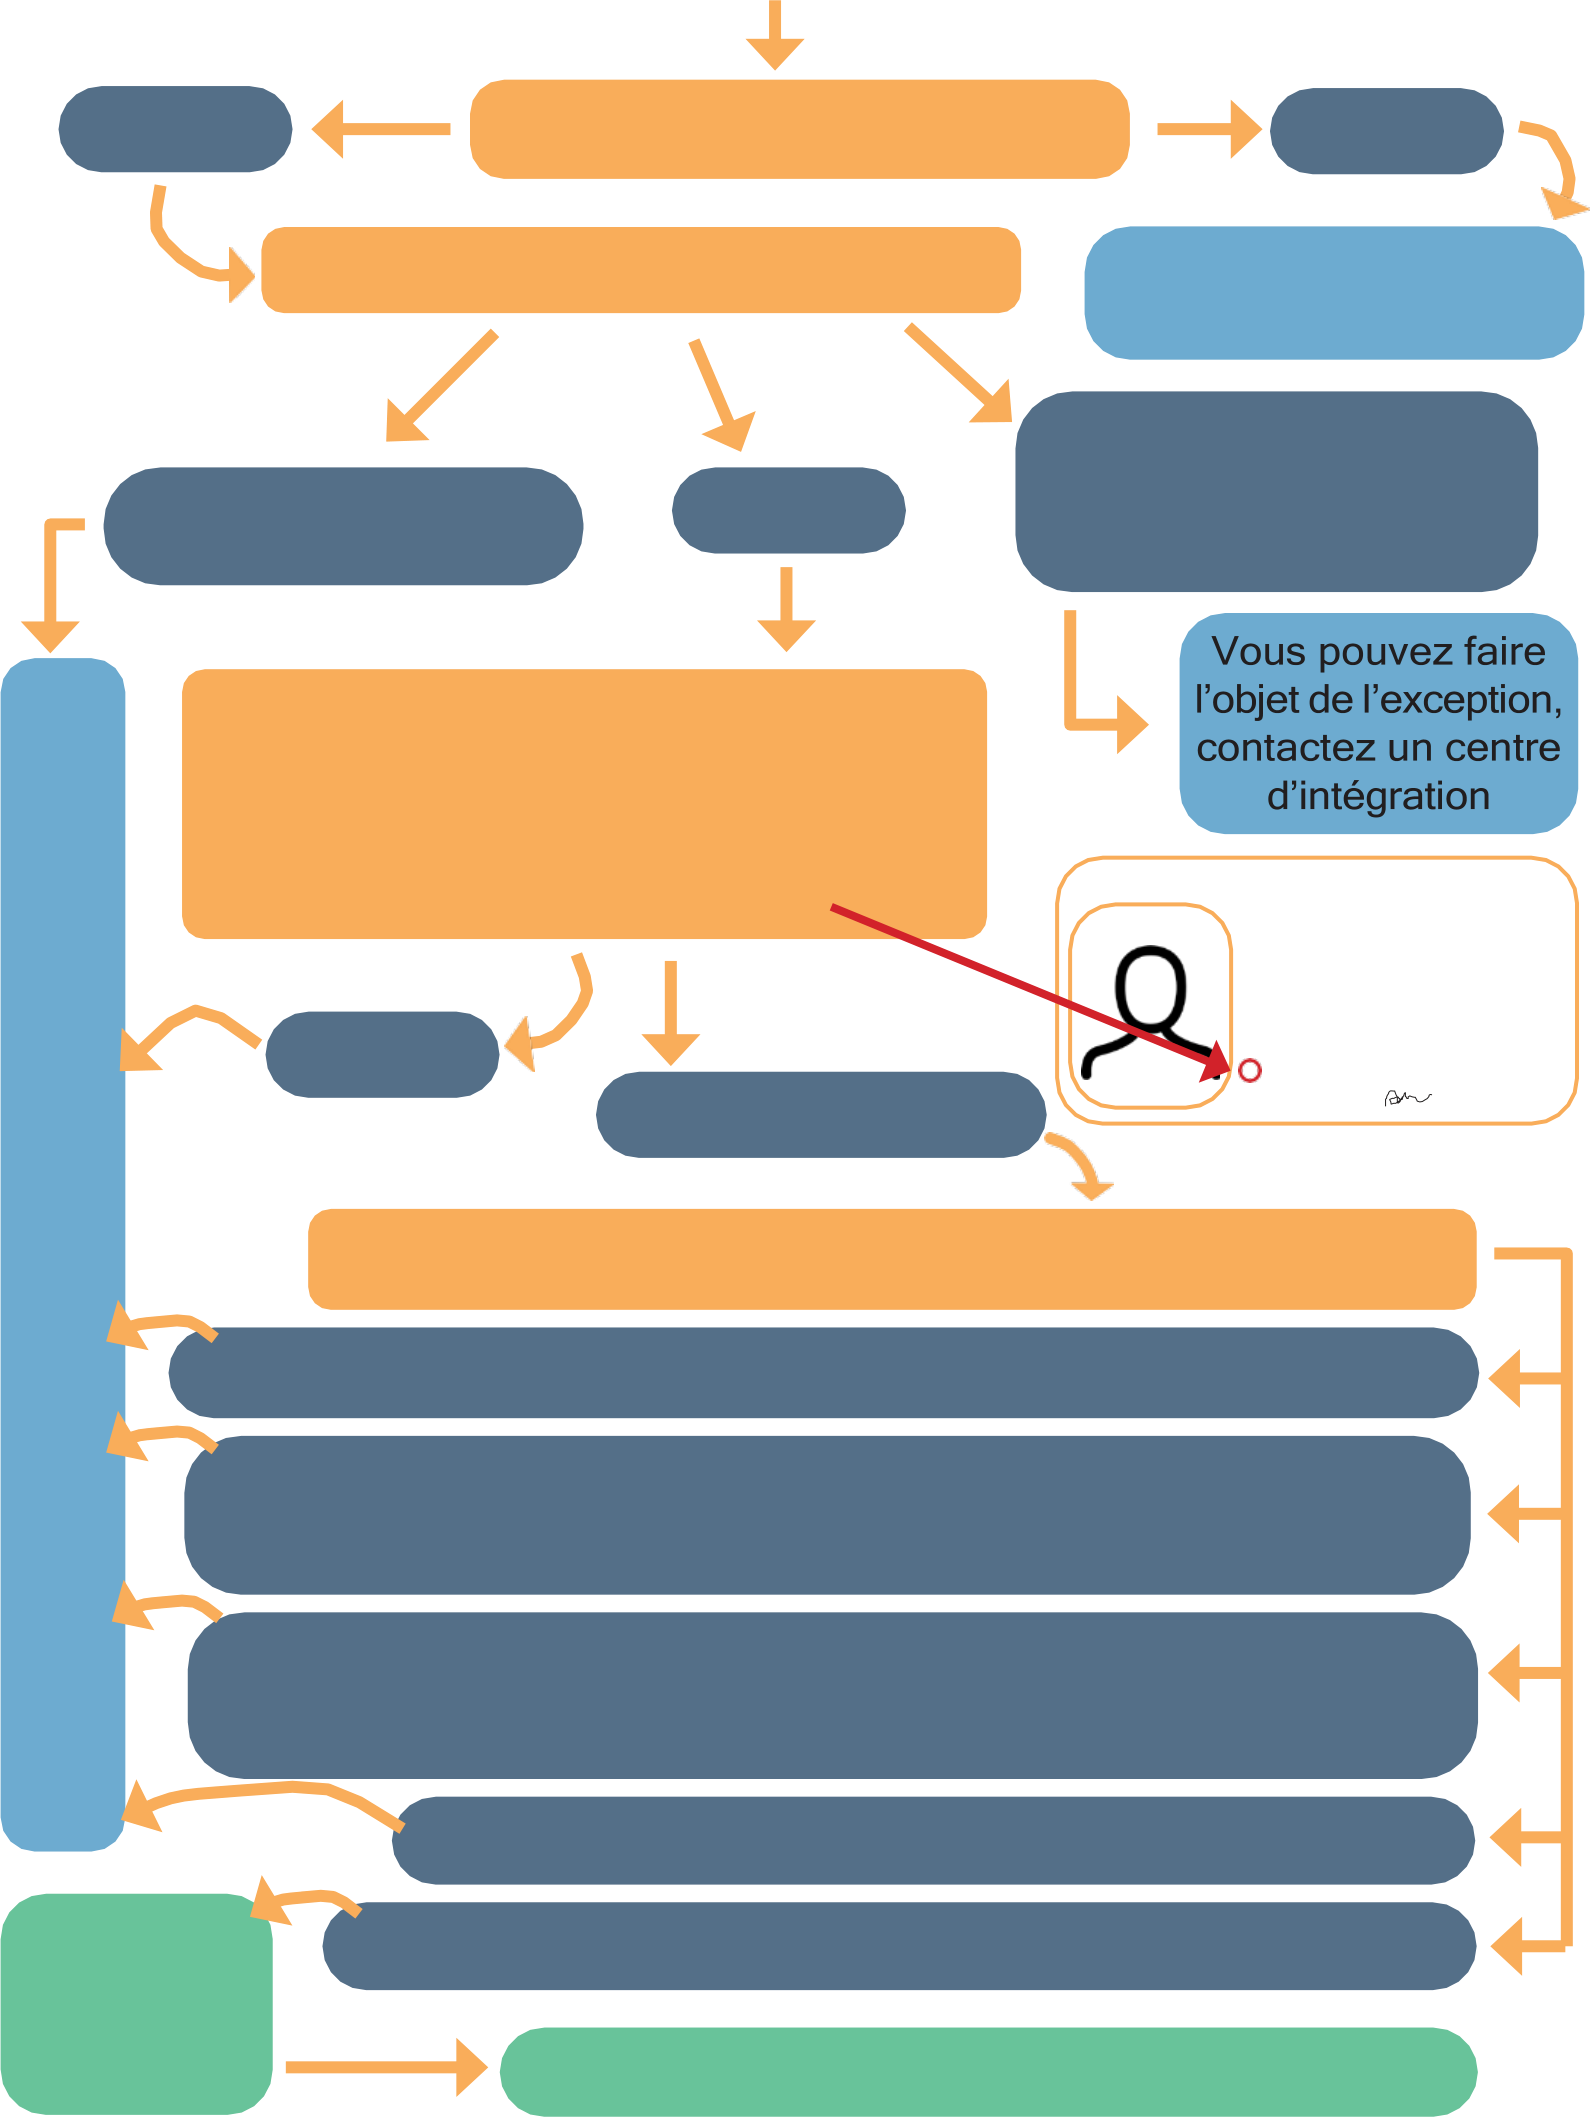 Vous pouvez faire
l’objet de l’exception,
contactez un centre
d’intégration